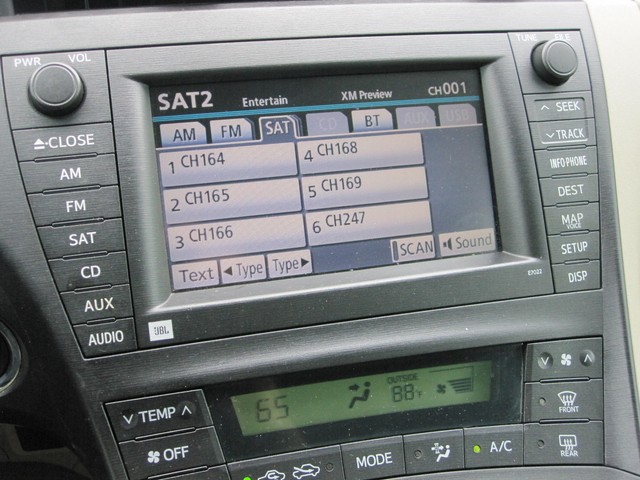 PWR VOL
TUNE FILE
SAT2 Entertain XM Preview CH001
AM FM SAT CD BT AUX USB
1 CH164 4 CH168
2 CH165 5 CH169
3 CH166 6 CH247
Text ◄Type Type► SCAN Sound
E7022
CLOSE
AM
FM
SAT
CD
AUX
AUDIO
JBL
SEEK
TRACK
INFO PHONE
DEST
MAP
VOICE
SETUP
DISP
TEMP
OFF
65 OUTSIDE 88°F
MODE
A/C
FRONT
REAR